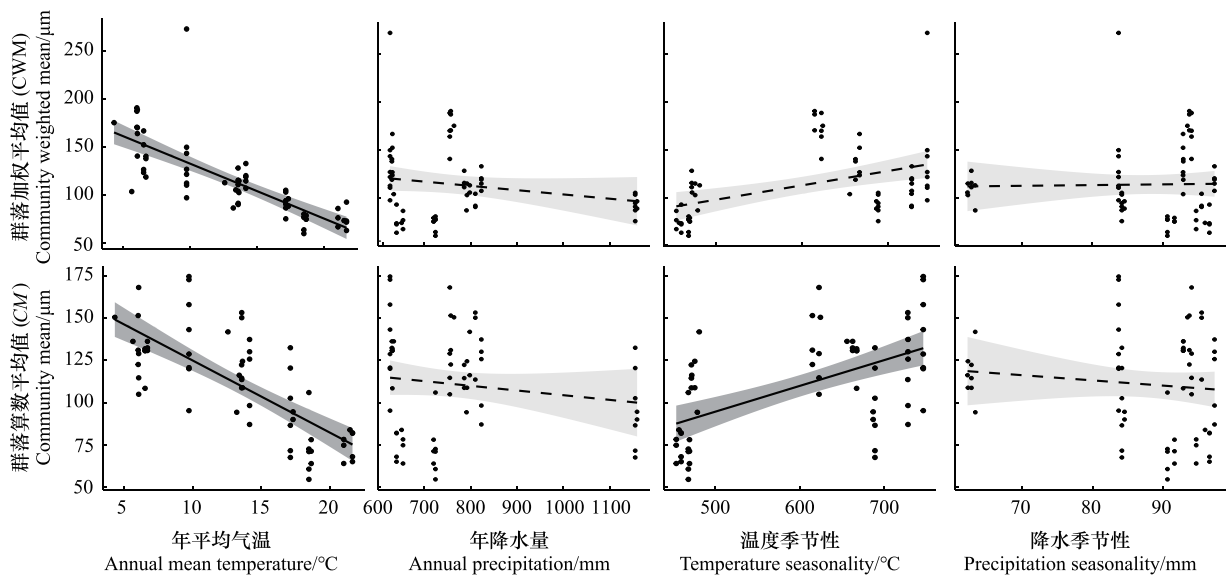 群落加权平均值 (CWM)
Community weighted mean/μm
250
200
150
100
50
群落算数平均值 (CM)
Community mean/μm
175
150
125
100
75
50
5 10 15 20
600 700 800 900 1000 1100
500 600 700
70 80 90
年平均气温
Annual mean temperature/°C
年降水量
Annual precipitation/mm
温度季节性
Temperature seasonality/°C
降水季节性
Precipitation seasonality/mm